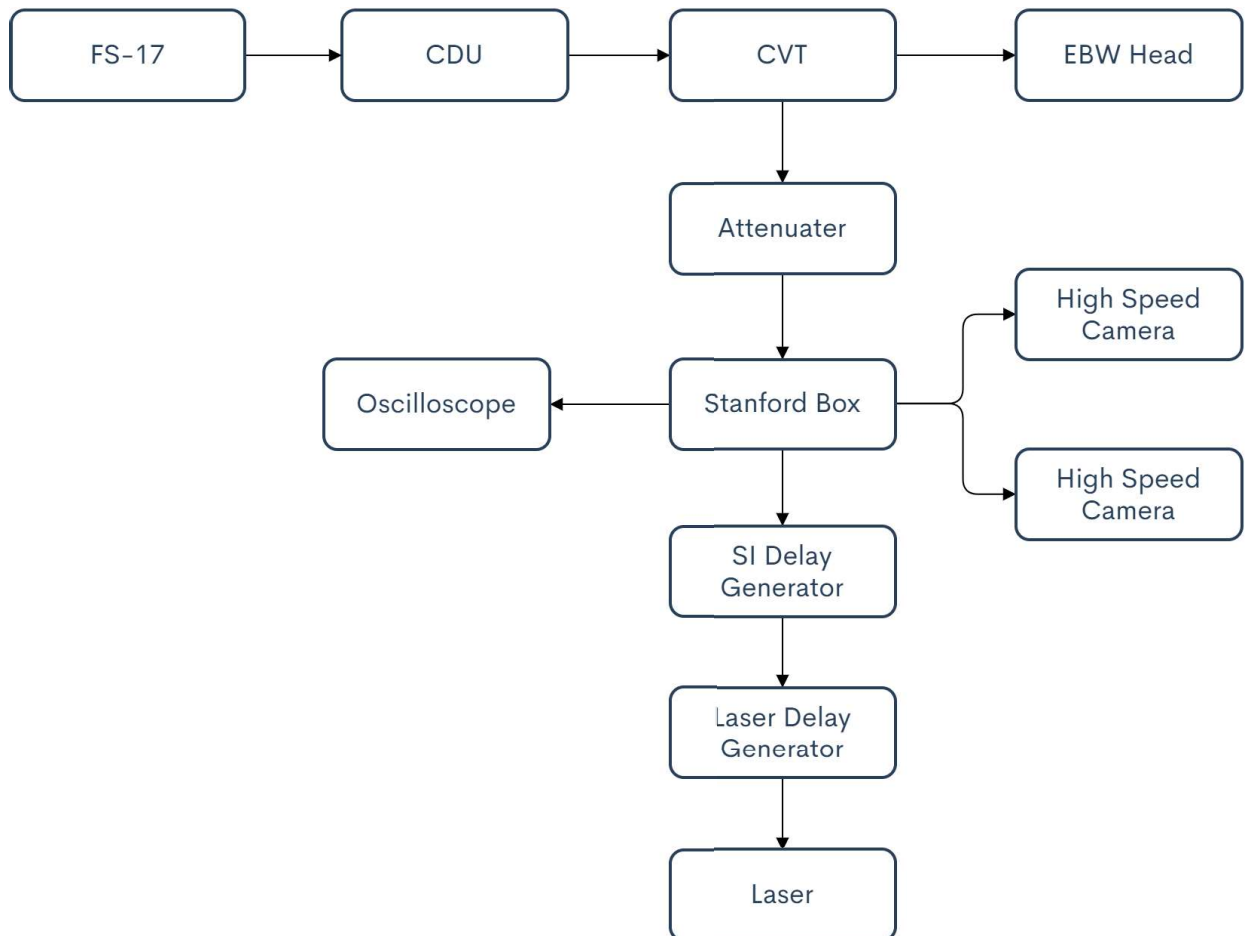 FS-17
CDU
CVT
EBW Head
Attenuater
High Speed
Camera
Oscilloscope
Stanford Box
High Speed
Camera
SI Delay
Generator
Laser Delay
Generator
Laser